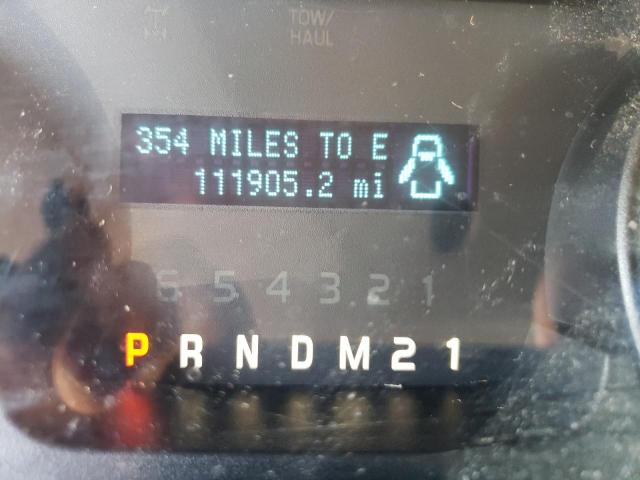 TOW/
HAUL
354 MILES TO E
111905.2 mi
6 5 4 3 2 1
P R N D M 2 1